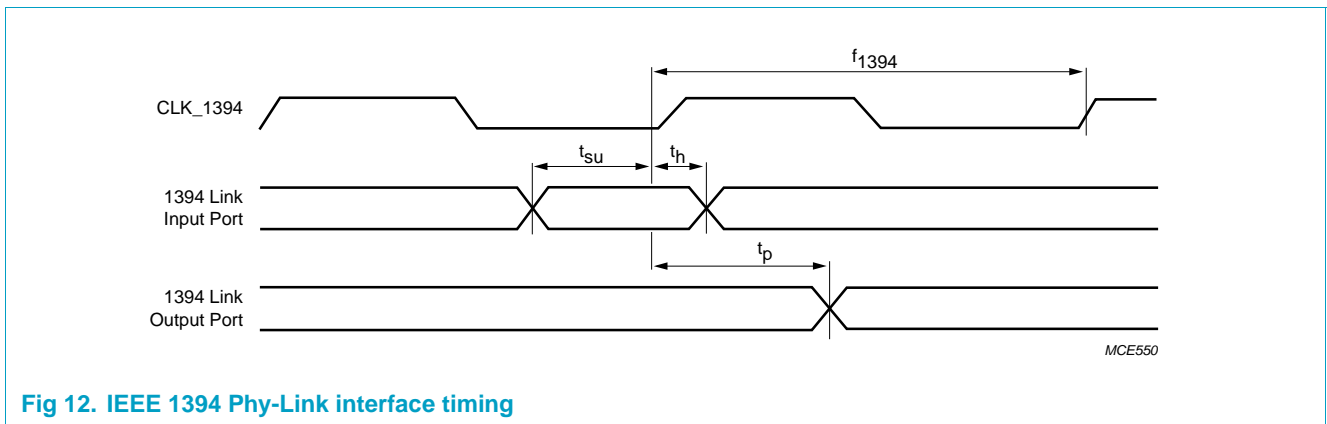 f1394
CLK_1394
tsu
th
1394 Link
Input Port
tp
1394 Link
Output Port
MCE550
Fig 12. IEEE 1394 Phy-Link interface timing